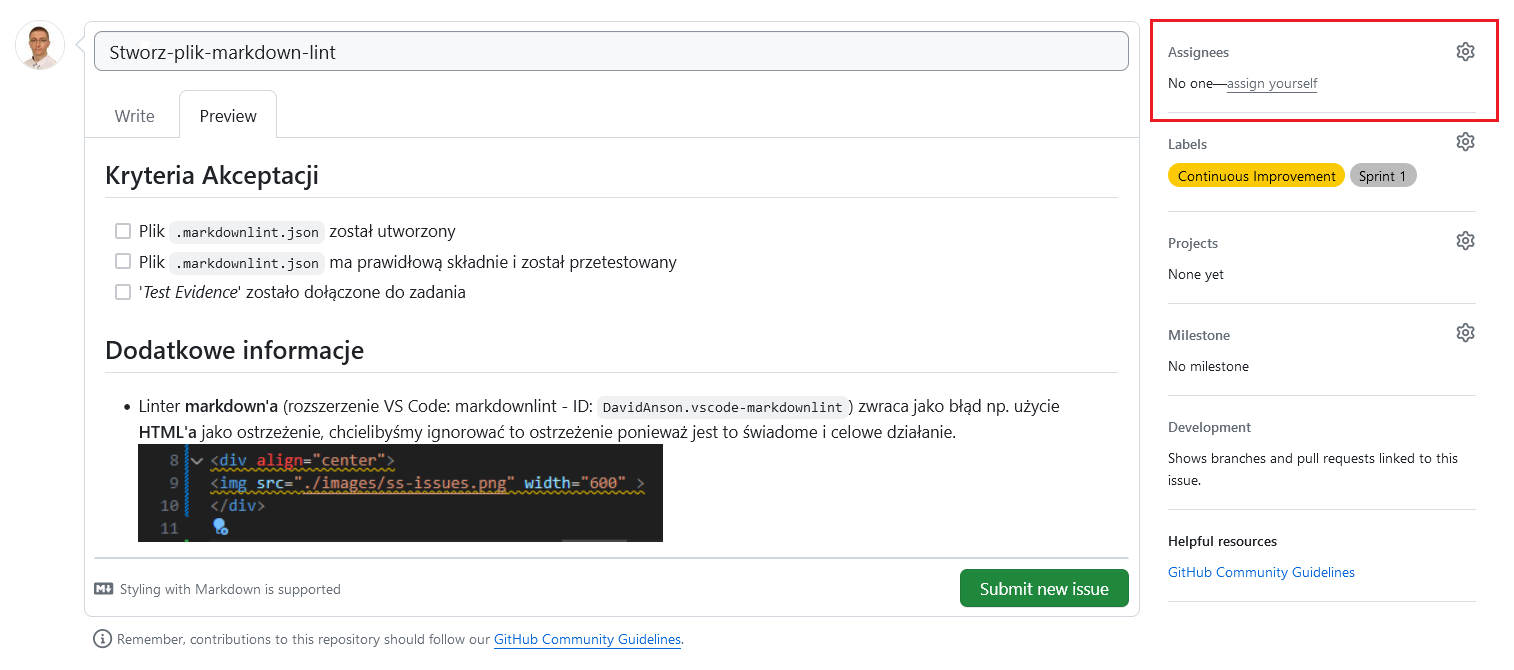 Stworz-plik-markdown-lint
Write
Preview
Kryteria Akceptacji
Plik .markdownlint.json został utworzony
Plik .markdownlint.json ma prawidłową składnie i został przetestowany
'Test Evidence' zostało dołączone do zadania
Dodatkowe informacje
Linter markdown'a (rozszerzenie VS Code: markdownlint - ID: DavidAnson.vscode-markdownlint) zwraca jako błąd np. użycie
HTML'a jako ostrzeżenie, chcielibyśmy ignorować to ostrzeżenie ponieważ jest to świadome i celowe działanie.
8 <div align="center">
9 <img src="./images/ss-issues.png" width="600" >
10 </div>
11
Styling with Markdown is supported
Submit new issue
Remember, contributions to this repository should follow our GitHub Community Guidelines.
Assignees
No one—assign yourself
Labels
Continuous Improvement Sprint 1
Projects
None yet
Milestone
No milestone
Development
Shows branches and pull requests linked to this
issue.
Helpful resources
GitHub Community Guidelines